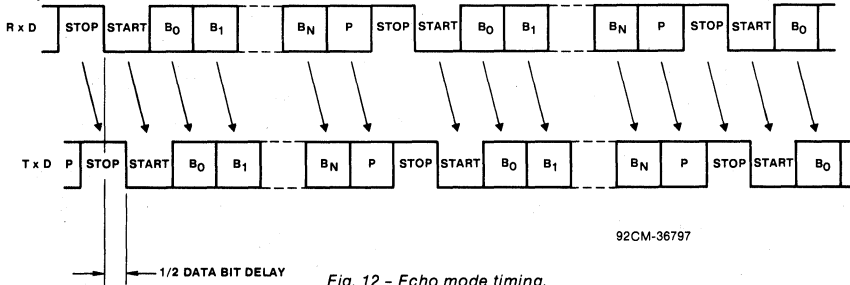 R x D STOP START B0 B1 BN P STOP START B0 B1 BN P STOP START B0
T x D P STOP START B0 B1 BN P STOP START B0 B1 BN P STOP START B0
92CM-36797
1/2 DATA BIT DELAY
Fig. 12 – Echo mode timing.